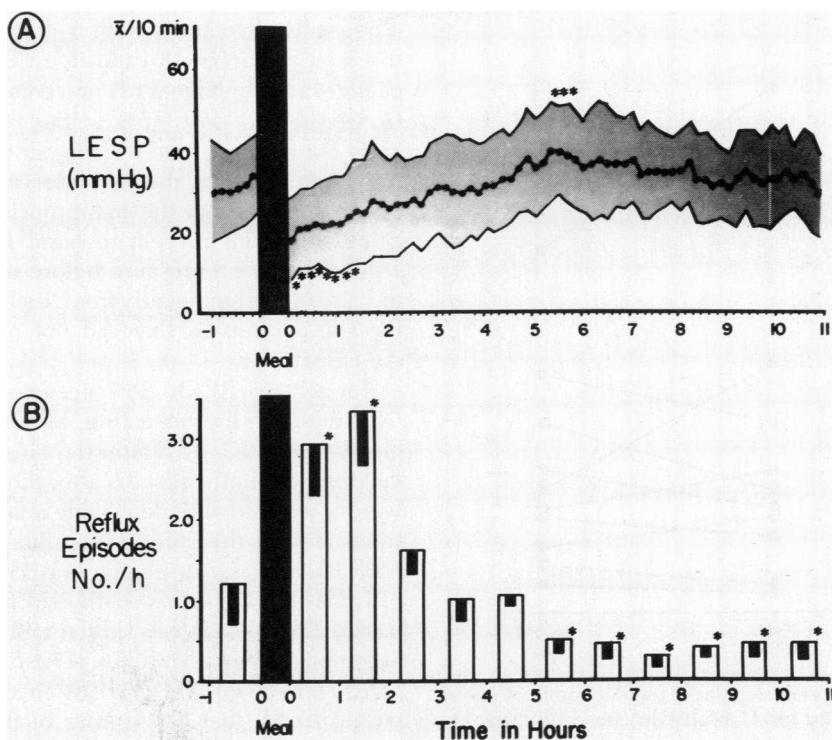 A
x̄/10 min
60
LESP
(mmHg)
40
20
0
***
********
0 0 1 2 3 4 5 6 7 8 9 10 11
Meal
B
3.0
2.0
1.0
0
Reflux
Episodes
No./h
* * * * * * * *
-1 0 0 1 2 3 4 5 6 7 8 9 10 11
Meal
Time in Hours